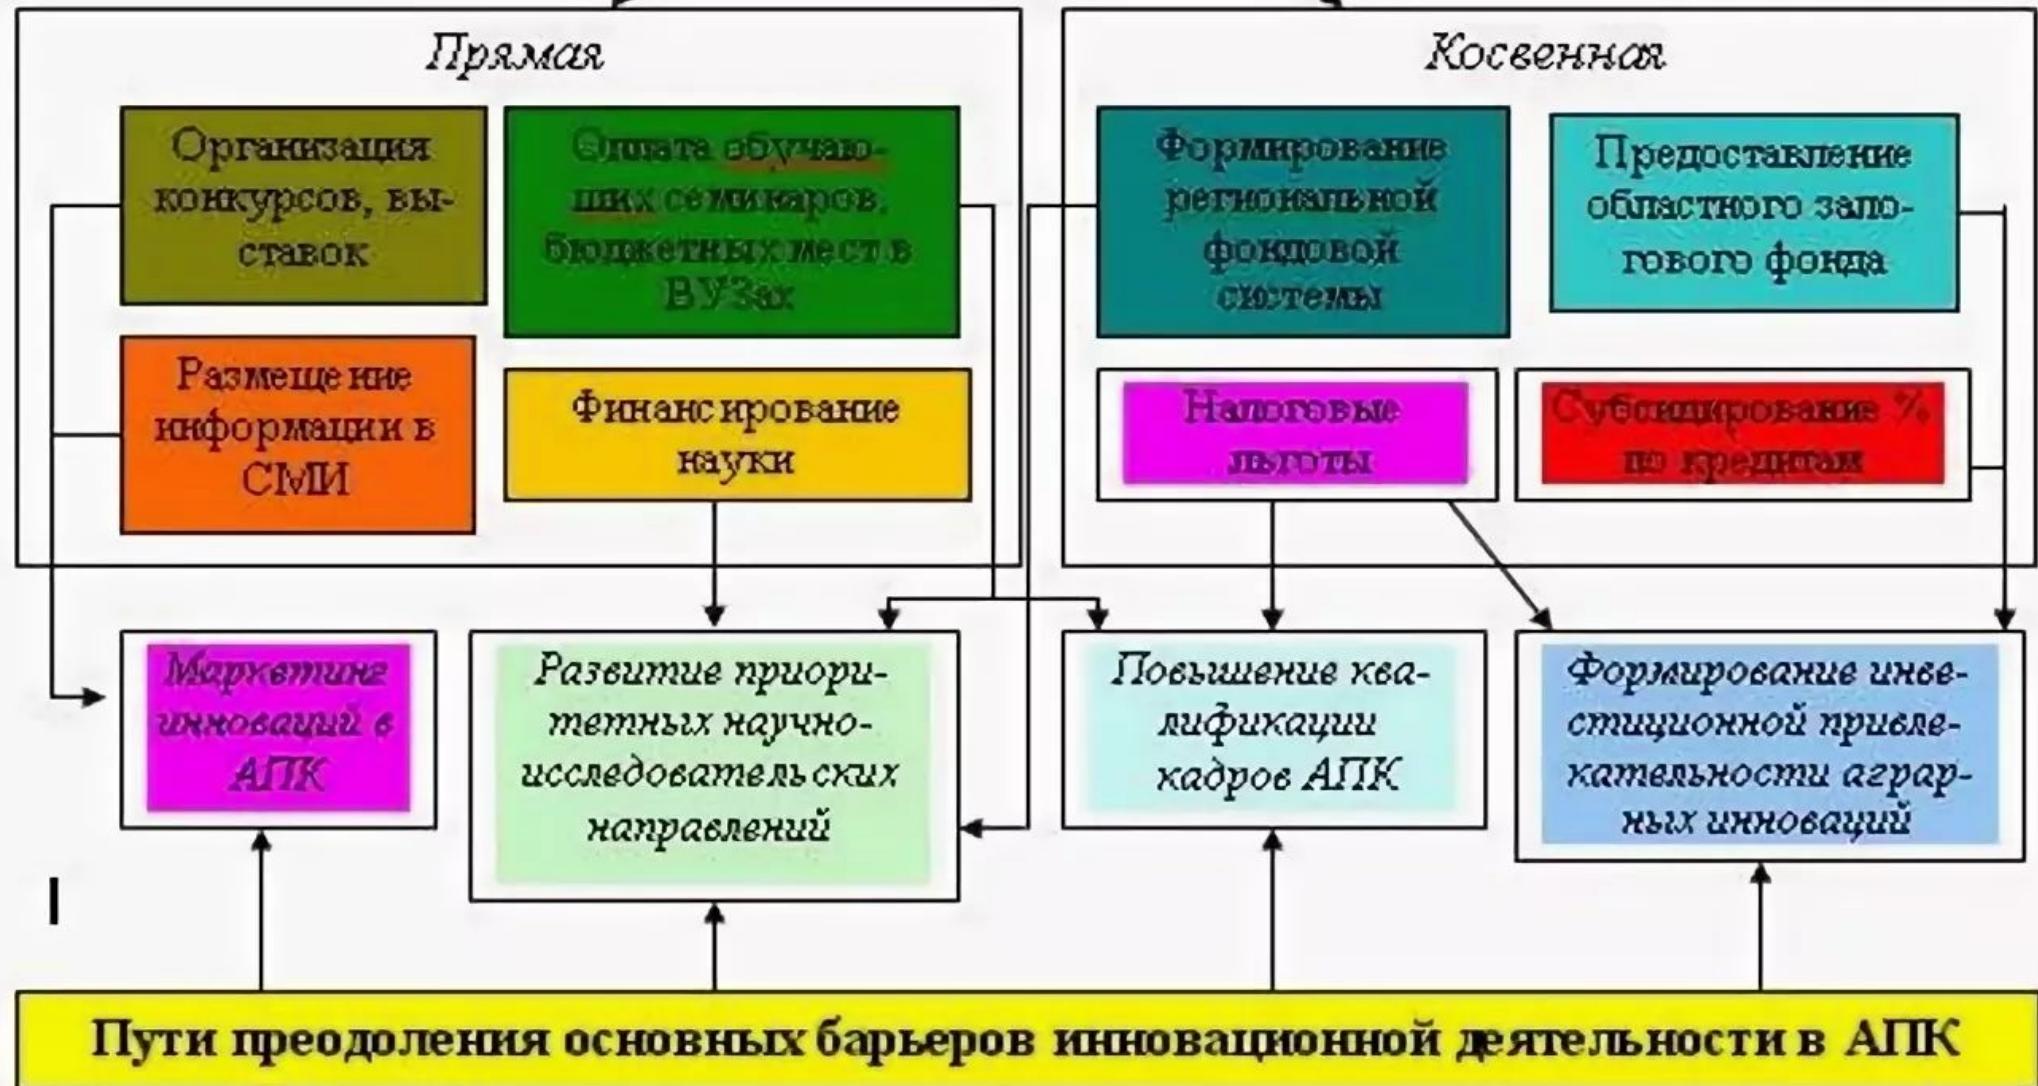 Прямая
Организация
конкурсов, вы-
ставок
Оплата обучаю-
щих семинаров,
бюджетных мест в
ВУЗах
Размещение
информации в
СМИ
Финансирование
науки
Косвенная
Формирование
региональной
фондовой
системы
Предоставление
областного зало-
гового фонда
Налоговые
льготы
Субсидирование %
по кредитам
Маркетинг
инноваций в
АПК
Развитие приори-
тетных научно-
исследовательских
направлений
Повышение ква-
лификации
кадров АПК
Формирование инве-
стиционной привле-
кательности аграр-
ных инноваций
Пути преодоления основных барьеров инновационной деятельности в АПК